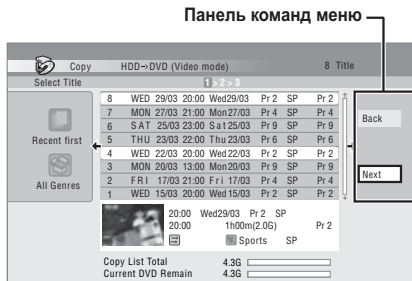 Панель команд меню
Copy HDD->DVD (Video mode) 8 Title
Select Title 1 > 2 > 3
8 WED 29/03 20:00 Wed29/03 Pr 2 SP Pr 2
7 MON 27/03 21:00 Mon27/03 Pr 4 SP Pr 4
6 SAT 25/03 23:00 Sat25/03 Pr 9 SP Pr 9
5 THU 23/03 22:00 Thu23/03 Pr 6 SP Pr 6
4 WED 22/03 20:00 Wed22/03 Pr 2 SP Pr 2
3 MON 20/03 13:00 Mon20/03 Pr 9 SP Pr 9
2 FRI 17/03 21:00 Fri 17/03 Pr 4 SP Pr 4
1 WED 15/03 20:00 Wed15/03 Pr 2 SP Pr 2
Recent first
All Genres
Back
Next
20:00 Wed29/03 Pr 2 SP
20:00 1h00m(2.0G) Pr 2
Sports SP
Copy List Total 4.3G
Current DVD Remain 4.3G